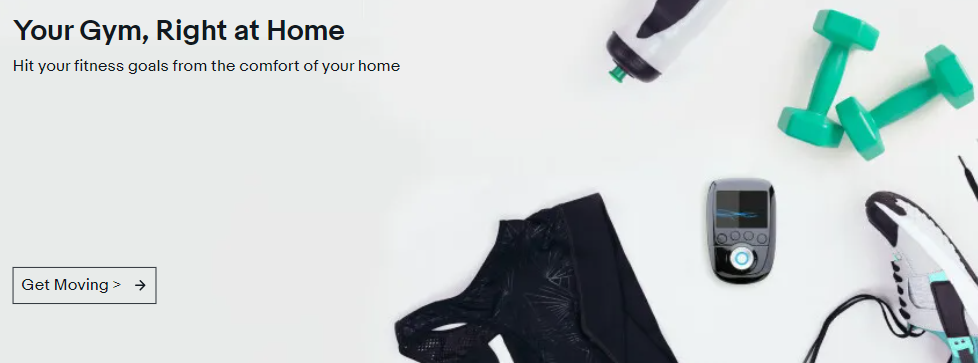 Your Gym, Right at Home
Hit your fitness goals from the comfort of your home
Get Moving > →